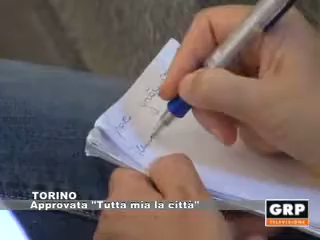 TORINO
Approvata "Tutta mia la città"
GRP
TELEVISIONE